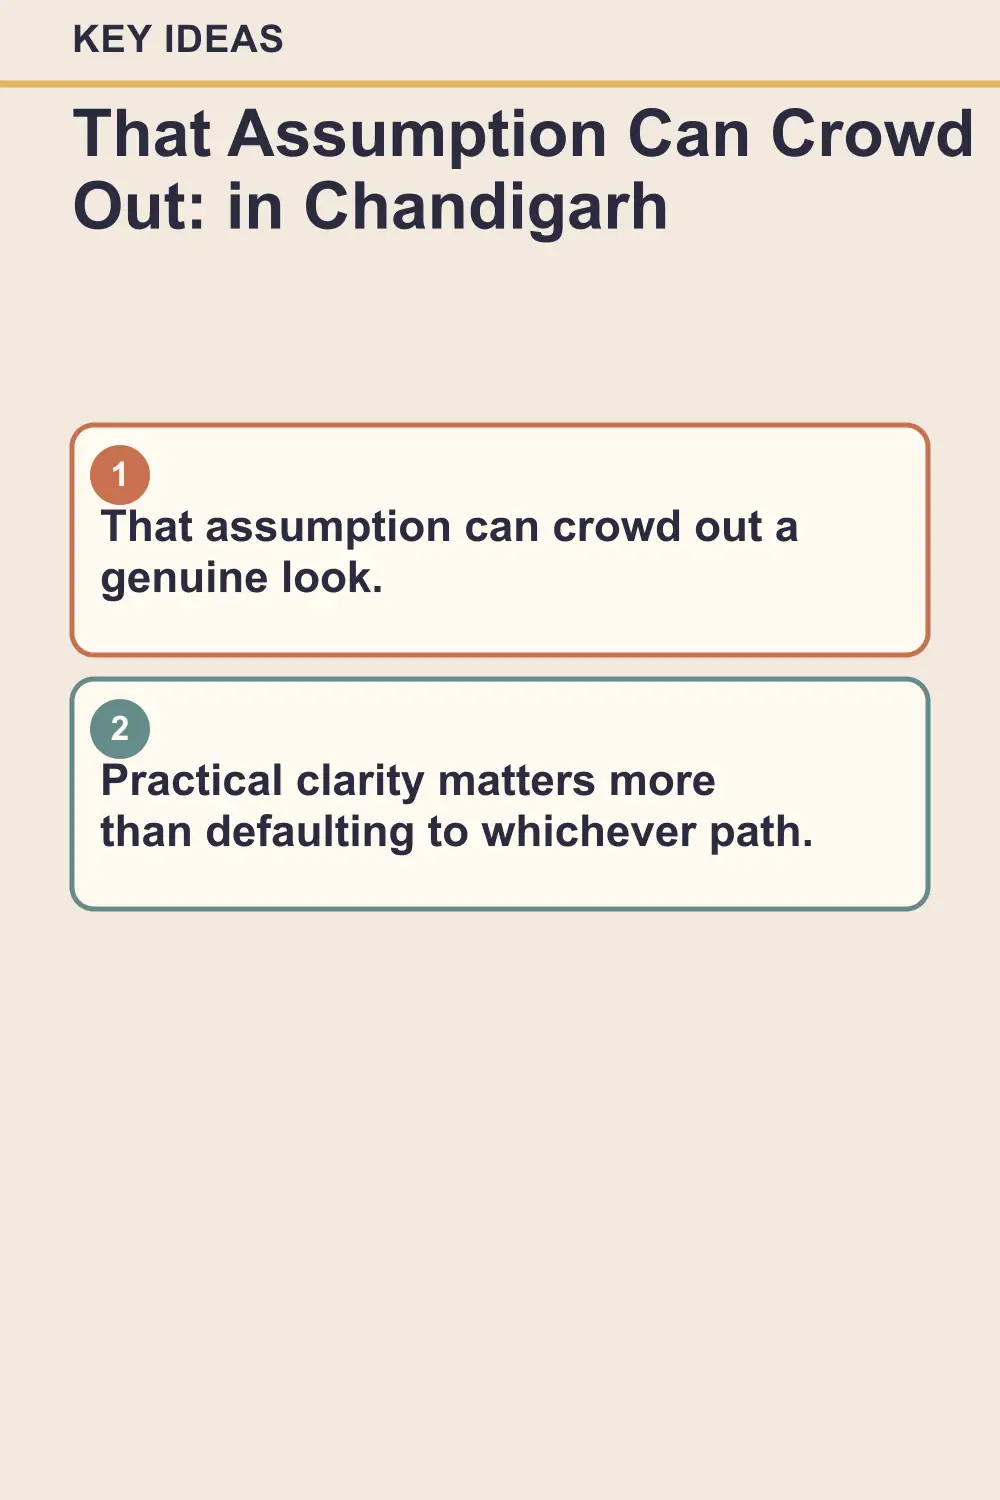 KEY IDEAS
That Assumption Can Crowd
Out: in Chandigarh
1
That assumption can crowd out a
genuine look.
2
Practical clarity matters more
than defaulting to whichever path.